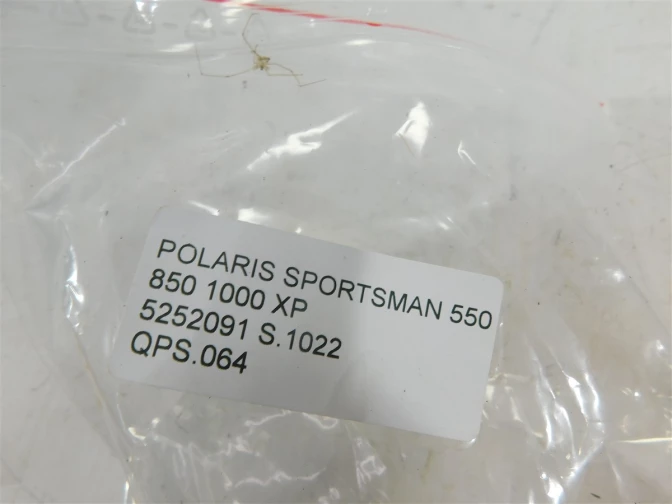 POLARIS SPORTSMAN 550
850 1000 XP
5252091 S.1022
QPS.064